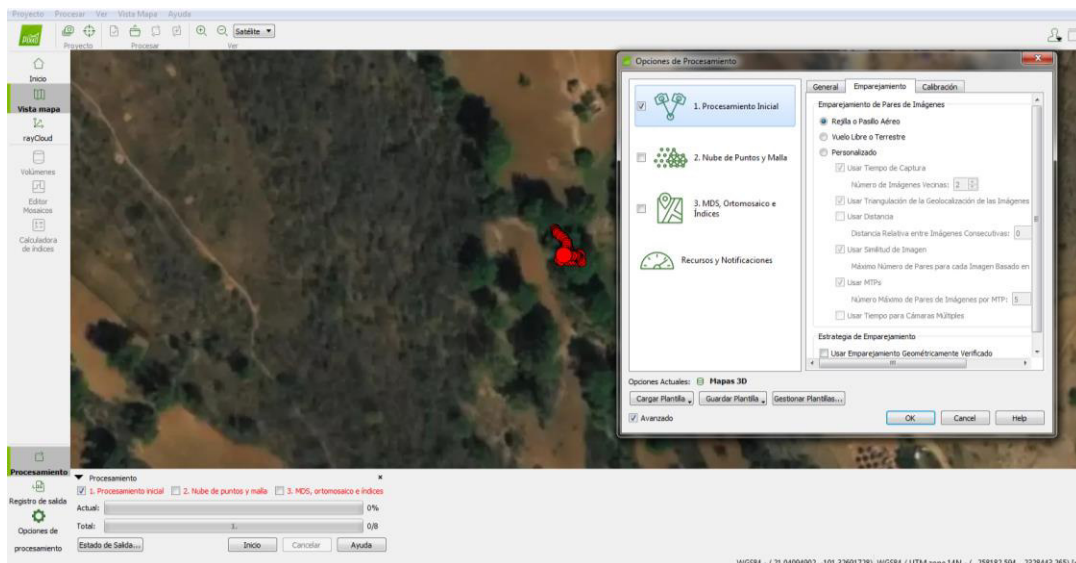 Proyecto Procesar Ver Vista Mapa Ayuda
Satélite
Proyecto Procesar Ver
Inicio
Vista mapa
rayCloud
Volúmenes
Editor
Mosaicos
Calculadora
de índices
Opciones de Procesamiento
1. Procesamiento Inicial
2. Nube de Puntos y Malla
3. MDS, Ortomosaico e
Índices
Recursos y Notificaciones
General Emparejamiento Calibración
Emparejamiento de Pares de Imágenes
Rejilla o Pasillo Aéreo
Vuelo Libre o Terrestre
Personalizado
Usar Tiempo de Captura
Número de Imágenes Vecinas: 2
Usar Triangulación de la Geolocalización de las Imágenes
Usar Distancia
Distancia Relativa entre Imágenes Consecutivas: 0
Usar Similitud de Imagen
Máximo Número de Pares para cada Imagen Basado en
Usar MTPs
Número Máximo de Pares de Imágenes por MTP: 5
Usar Tiempo para Cámaras Múltiples
Estrategia de Emparejamiento
Usar Emparejamiento Geométricamente Verificado
Opciones Actuales: Mapas 3D
Cargar Plantilla Guardar Plantilla Gestionar Plantillas...
Avanzado OK Cancel Help
Procesamiento
Registro de salida
Opciones de
procesamiento
Procesamiento x
1. Procesamiento inicial 2. Nube de puntos y malla 3. MDS, ortomosaico e índices
Actual: 0%
Total: 1. 0/8
Estado de Salida... Inicio Cancelar Ayuda